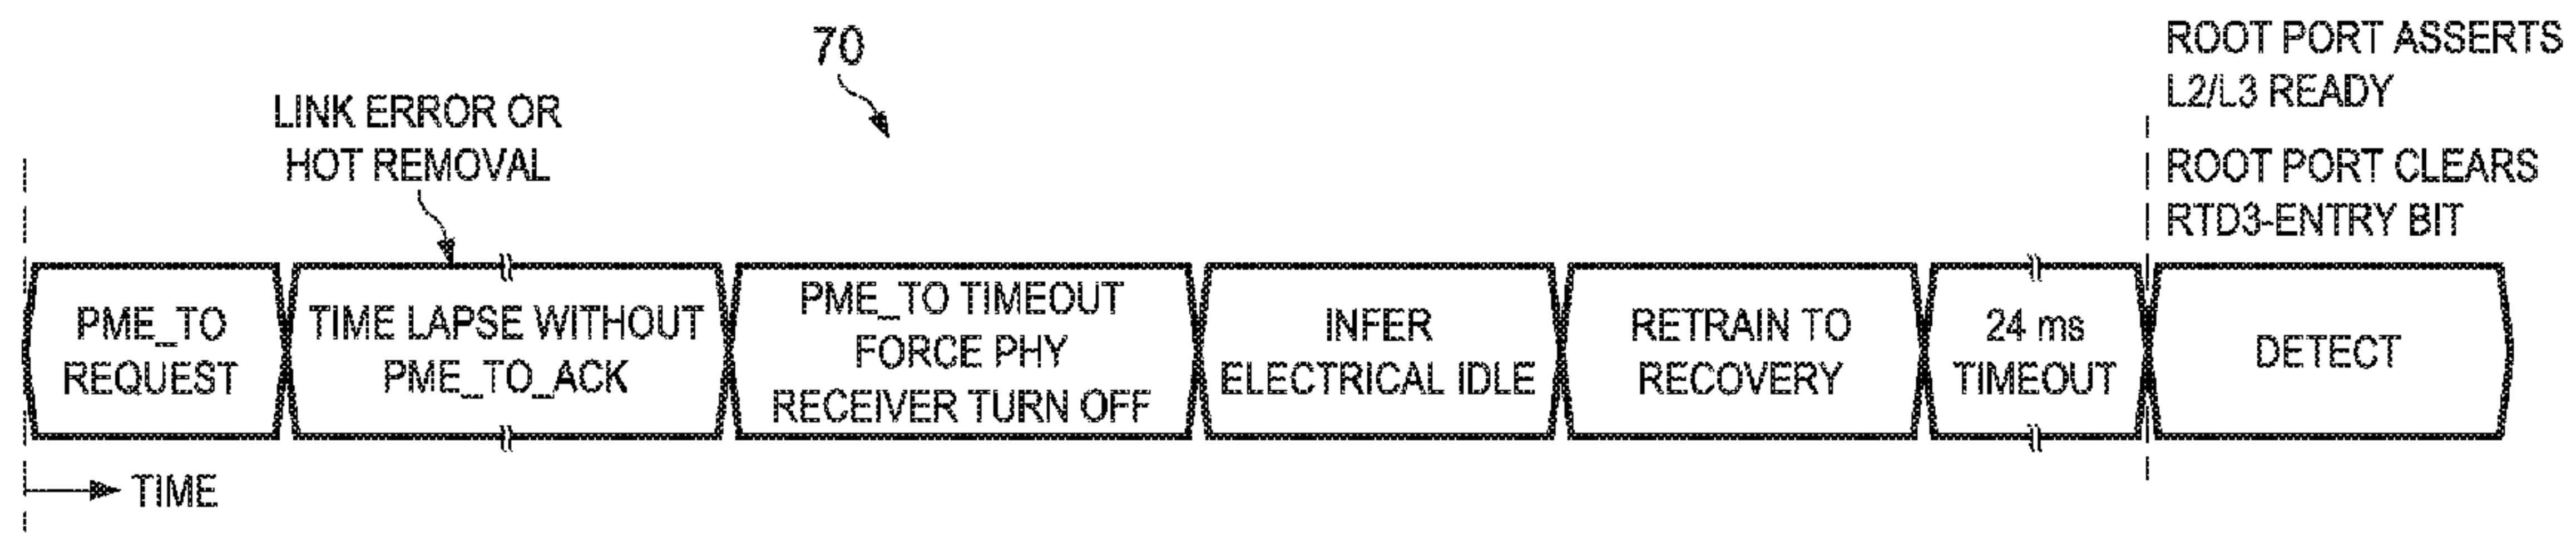 70
ROOT PORT ASSERTS
L2/L3 READY
ROOT PORT CLEARS
RTD3-ENTRY BIT
LINK ERROR OR
HOT REMOVAL
PME_TO
REQUEST
TIME LAPSE WITHOUT
PME_TO_ACK
PME_TO TIMEOUT
FORCE PHY
RECEIVER TURN OFF
INFER
ELECTRICAL IDLE
RETRAIN TO
RECOVERY
24 ms
TIMEOUT
DETECT
TIME